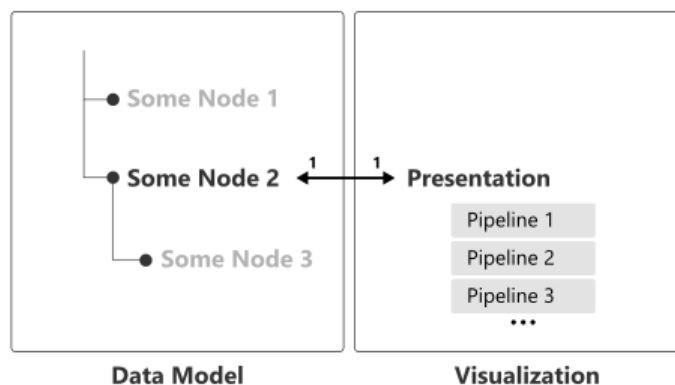 Some Node 1
Some Node 2
1 1
Presentation
Pipeline 1
Pipeline 2
Some Node 3
Pipeline 3
•••
Data Model
Visualization